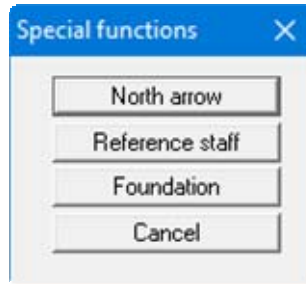 Special functions
North arrow
Reference staff
Foundation
Cancel